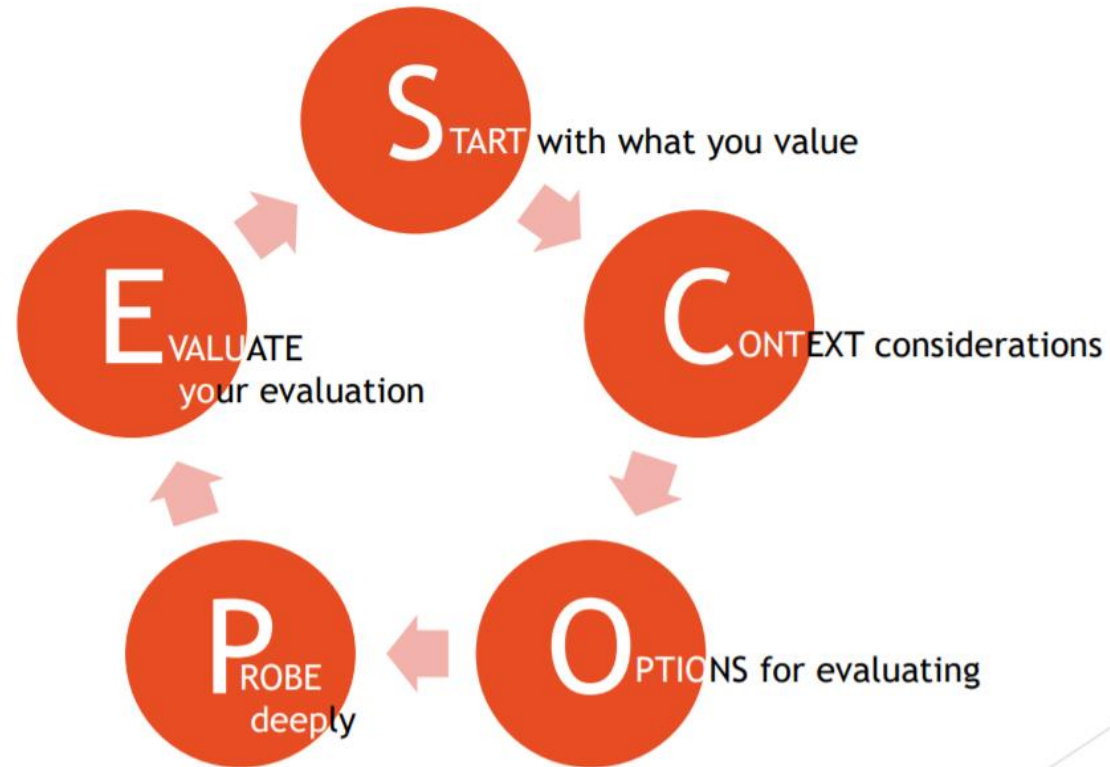 START with what you value
CONTEXT considerations
OPTIONS for evaluating
PROBE
deeply
EVALUATE
your evaluation